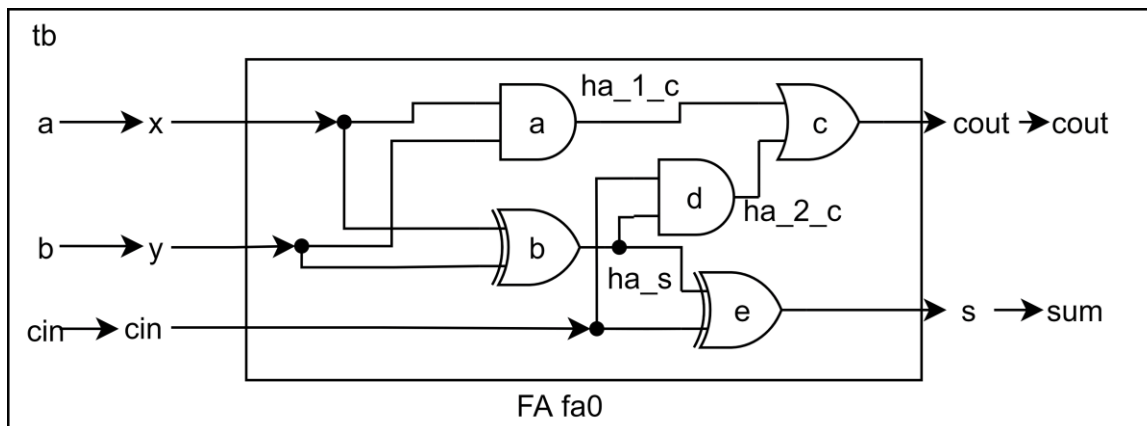 tb
ha_1_c
a x a c cout cout
d
ha_2_c
b y b
ha_s
cin cin e s sum
FA fa0